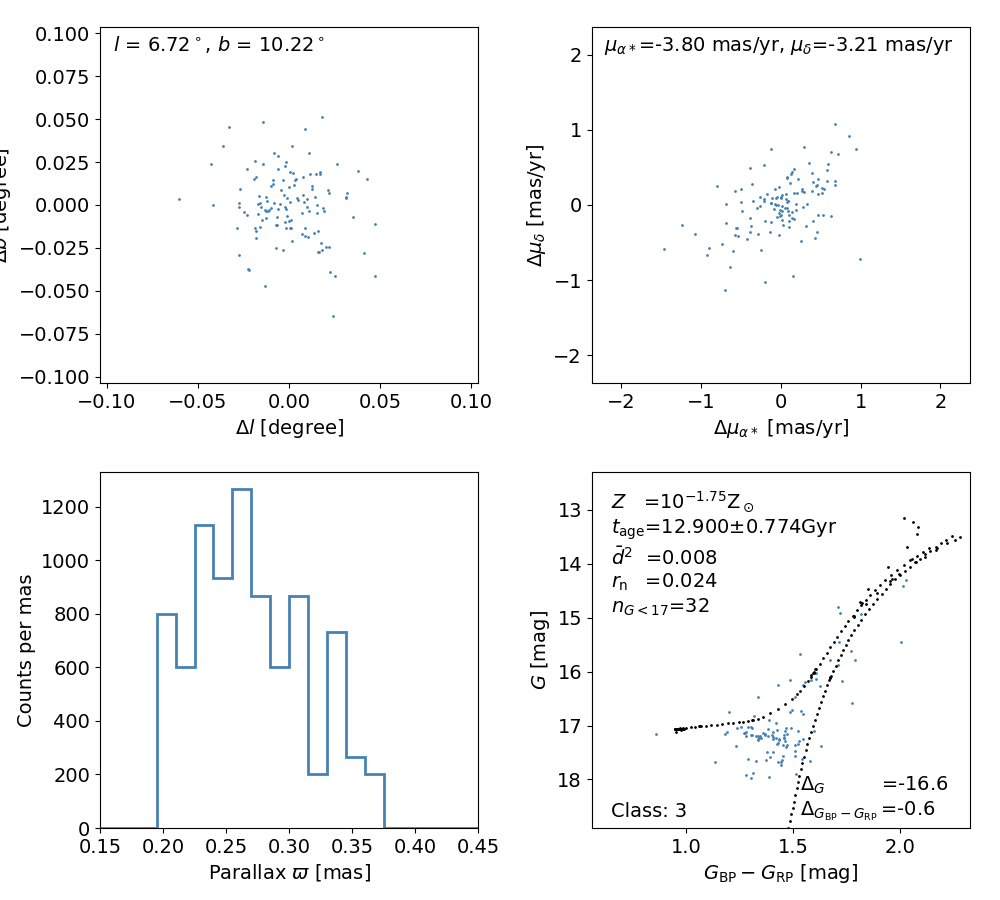 l = 6.72°, b = 10.22°
0.100
0.075
0.050
0.025
0.000
−0.025
−0.050
−0.075
−0.100
Δb [degree]
−0.10 −0.05 0.00 0.05 0.10
Δl [degree]
μα*=-3.80 mas/yr, μδ=-3.21 mas/yr
2
1
0
−1
−2
Δμδ [mas/yr]
−2 −1 0 1 2
Δμα* [mas/yr]
1200
1000
800
600
400
200
0
Counts per mas
0.15 0.20 0.25 0.30 0.35 0.40 0.45
Parallax ϖ [mas]
Z =10^−1.75 Z⊙
tage=12.900±0.774Gyr
d̄² =0.008
rn =0.024
nG<17=32
13
14
15
16
17
18
G [mag]
ΔG =-16.6
ΔGBP−GRP =-0.6
Class: 3
1.0 1.5 2.0
GBP − GRP [mag]